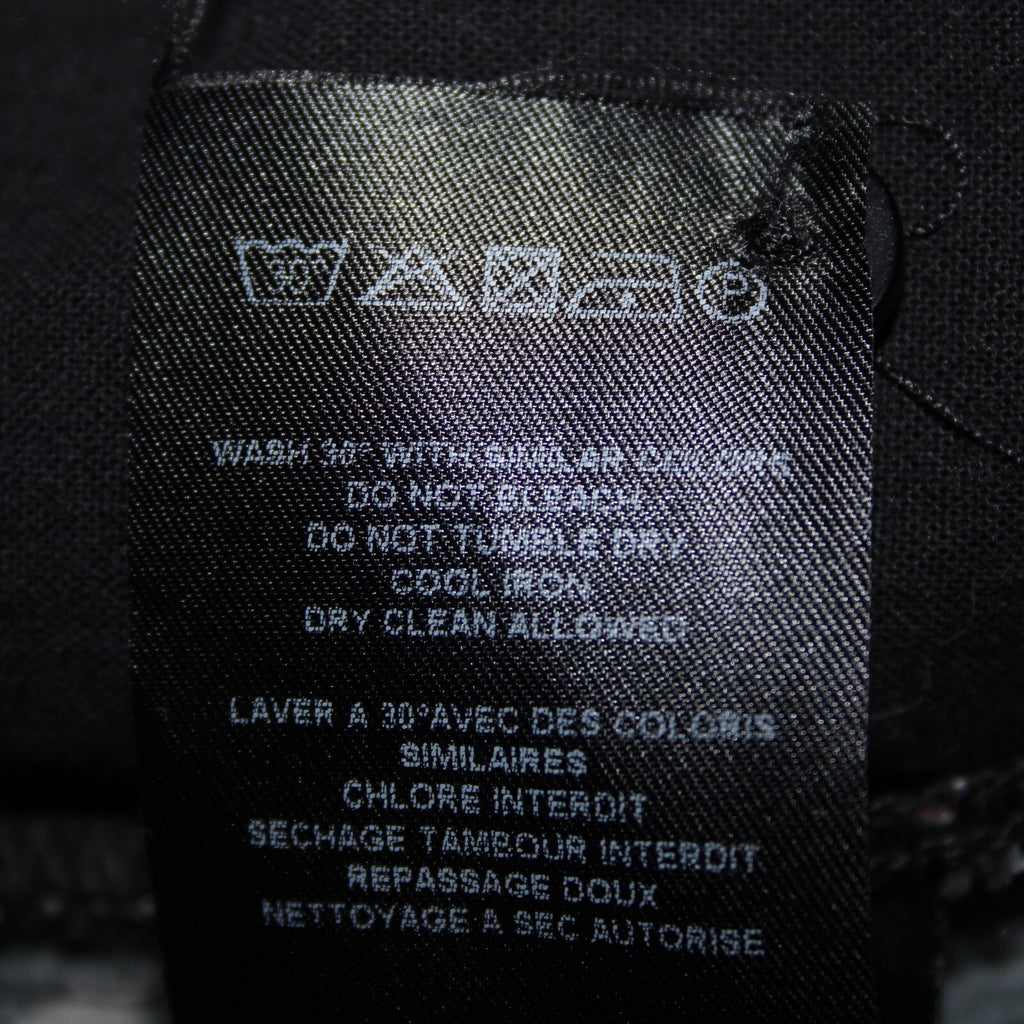 30°
P
WASH 30° WITH SIMILAR COLORS
DO NOT BLEACH
DO NOT TUMBLE DRY
COOL IRON
DRY CLEAN ALLOWED
LAVER A 30°AVEC DES COLORIS
SIMILAIRES
CHLORE INTERDIT
SECHAGE TAMBOUR INTERDIT
REPASSAGE DOUX
NETTOYAGE A SEC AUTORISE